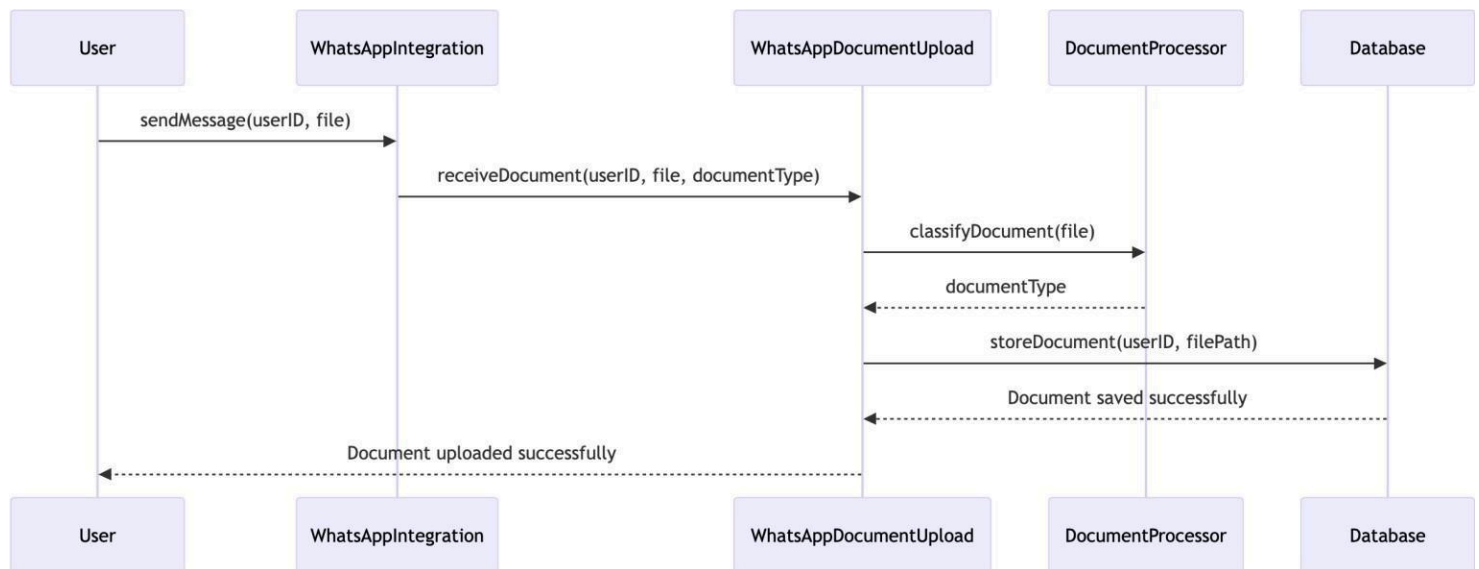 User
WhatsAppIntegration
WhatsAppDocumentUpload
DocumentProcessor
Database
sendMessage(userID, file)
receiveDocument(userID, file, documentType)
classifyDocument(file)
documentType
storeDocument(userID, filePath)
Document saved successfully
Document uploaded successfully
User
WhatsAppIntegration
WhatsAppDocumentUpload
DocumentProcessor
Database